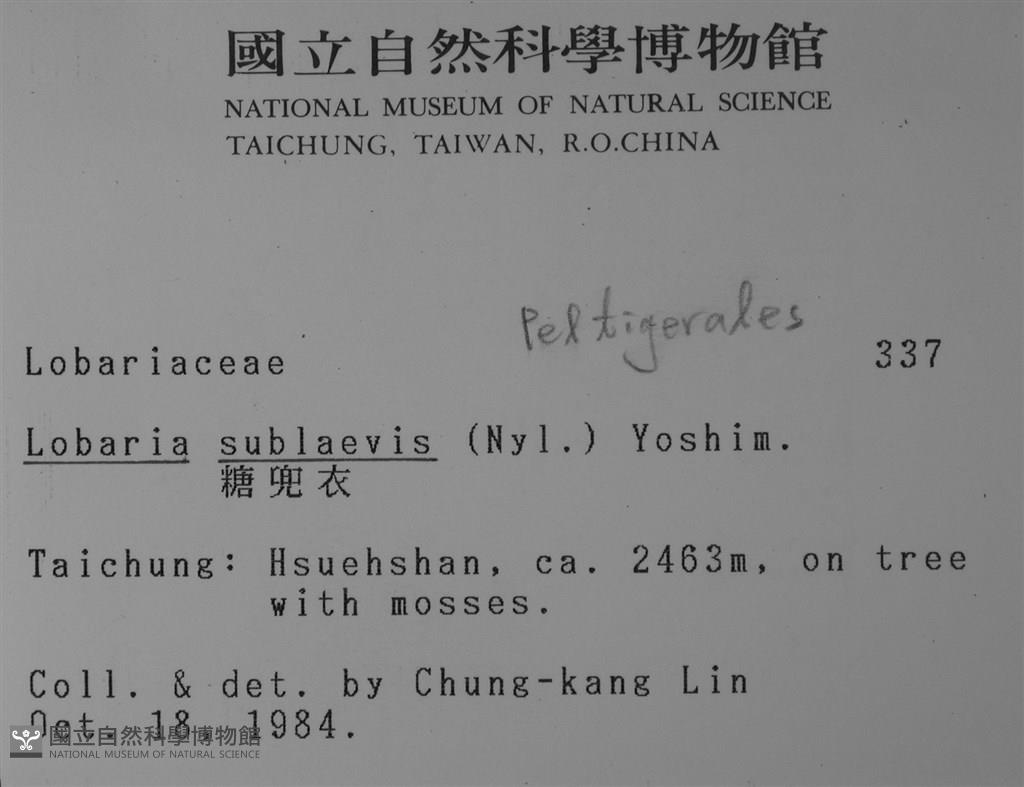 國立自然科學博物館
NATIONAL MUSEUM OF NATURAL SCIENCE
TAICHUNG, TAIWAN, R.O.CHINA
Peltigerales
Lobariaceae 337
Lobaria sublaevis (Nyl.) Yoshim.
糖兜衣
Taichung: Hsuehshan, ca. 2463m, on tree
with mosses.
Coll. & det. by Chung-kang Lin
Oct. 18, 1984.
國立自然科學博物館
NATIONAL MUSEUM OF NATURAL SCIENCE